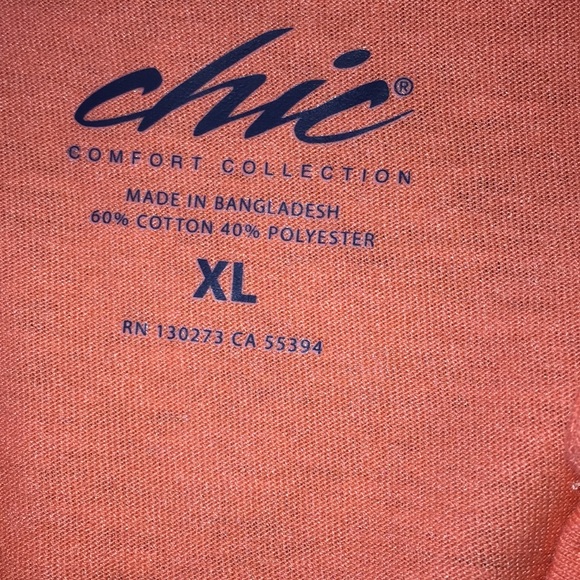 chic®
COMFORT COLLECTION
MADE IN BANGLADESH
60% COTTON 40% POLYESTER
XL
RN 130273 CA 55394